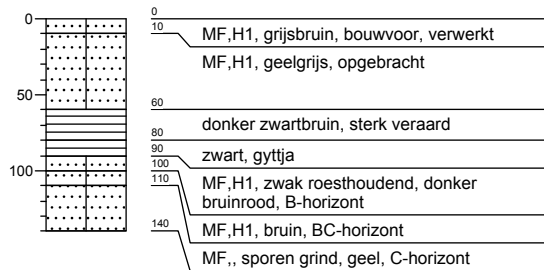 0
50
100
0
10
MF,H1, grijsbruin, bouwvoor, verwerkt
MF,H1, geelgrijs, opgebracht
60
donker zwartbruin, sterk veraard
80
zwart, gyttja
90
100
MF,H1, zwak roesthoudend, donker
bruinrood, B-horizont
110
MF,H1, bruin, BC-horizont
140
MF,, sporen grind, geel, C-horizont